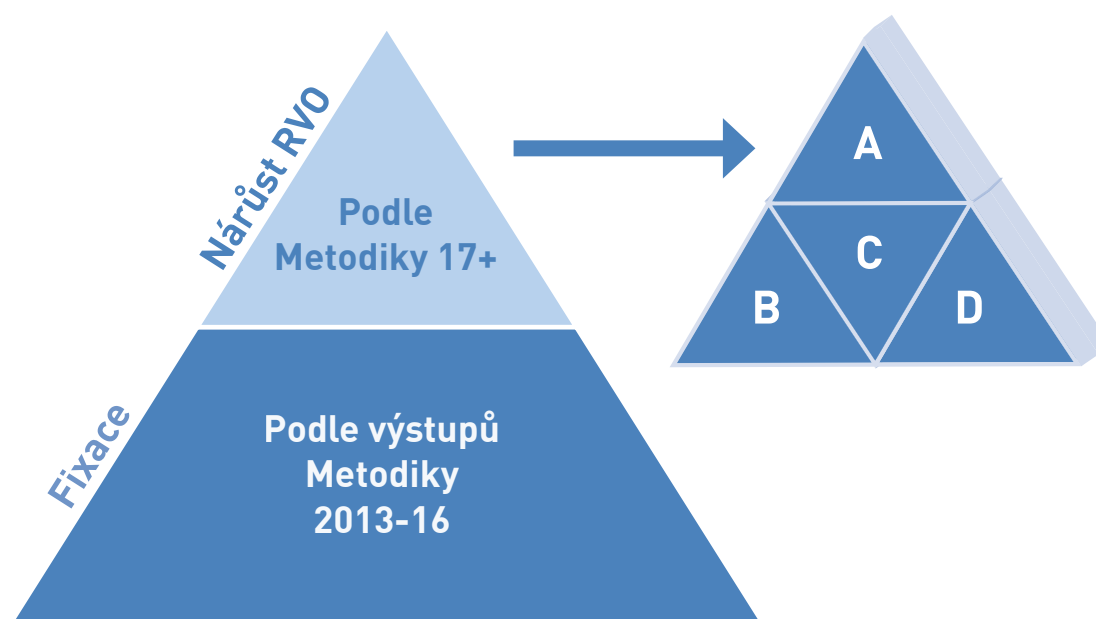 Nárůst RVO
Podle
Metodiky 17+
Fixace
Podle výstupů
Metodiky
2013-16
A
B
C
D